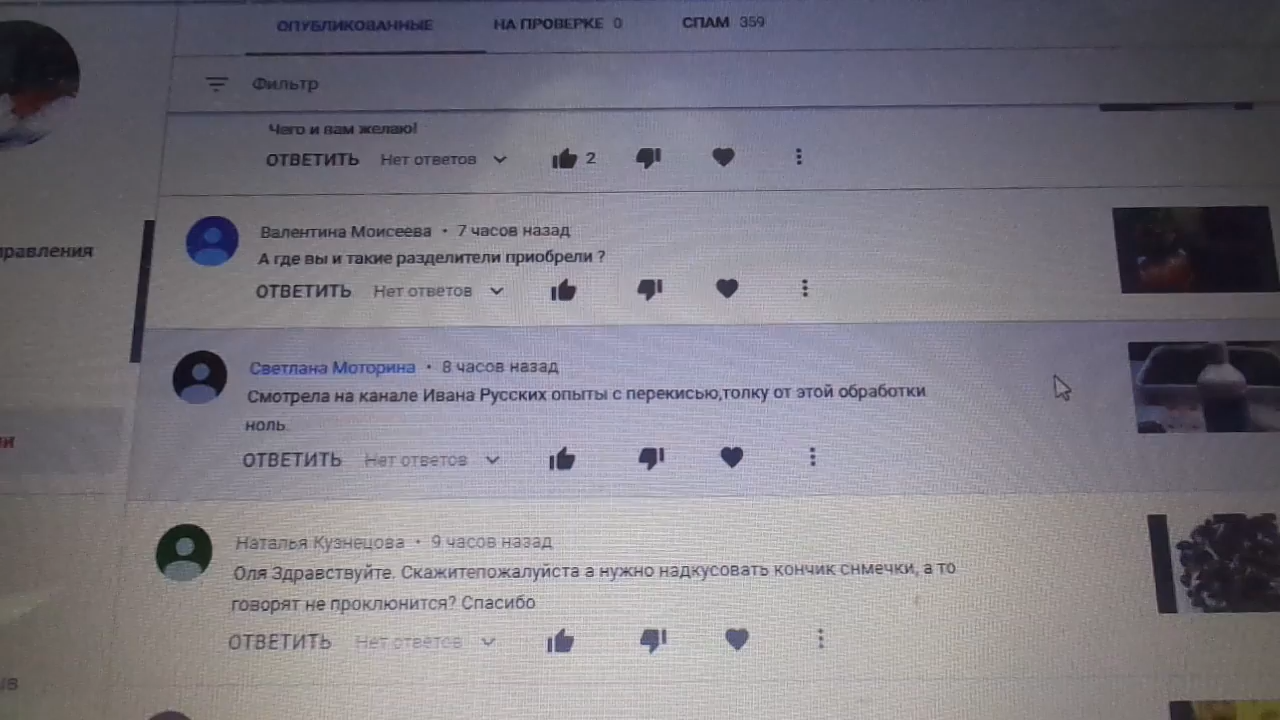 ОПУБЛИКОВАННЫЕ НА ПРОВЕРКЕ 0 СПАМ 359
Фильтр
Чего и вам желаю!
ОТВЕТИТЬ Нет ответов 2
правления
Валентина Моисеева • 7 часов назад
А где вы и такие разделители приобрели ?
ОТВЕТИТЬ Нет ответов
Светлана Моторина • 8 часов назад
Смотрела на канале Ивана Русских опыты с перекисью,толку от этой обработки
ноль.
ОТВЕТИТЬ Нет ответов
Наталья Кузнецова • 9 часов назад
Оля Здравствуйте. Скажитепожалуйста а нужно надкусовать кончик снмечки, а то
говорят не проклюнится? Спасибо
ОТВЕТИТЬ Нет ответов